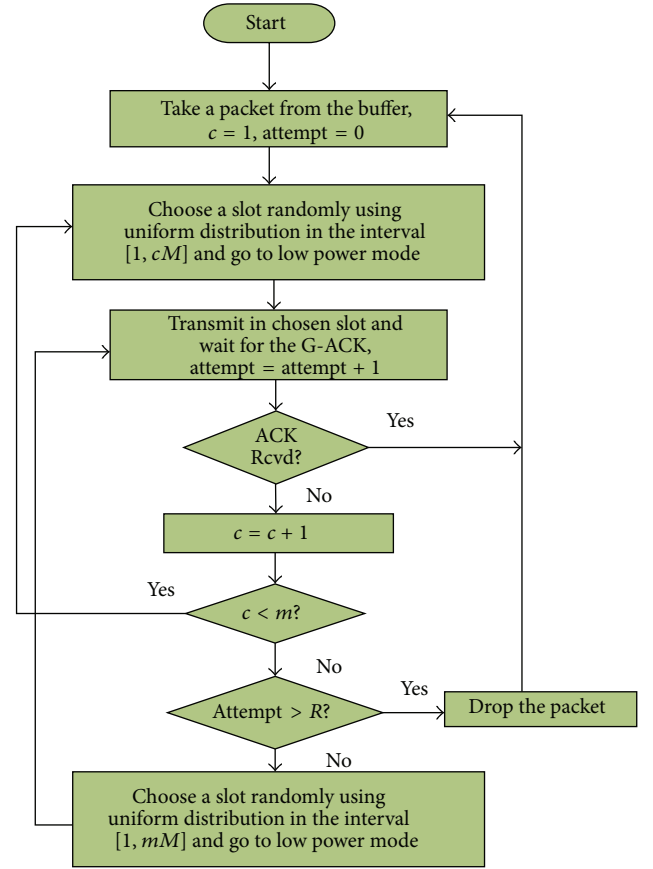 Start
Take a packet from the buffer,
c = 1, attempt = 0
Choose a slot randomly using
uniform distribution in the interval
[1, cM] and go to low power mode
Transmit in chosen slot and
wait for the G-ACK,
attempt = attempt + 1
ACK
Rcvd?
Yes
No
c = c + 1
Yes
c < m?
No
Attempt > R?
Yes
Drop the packet
No
Choose a slot randomly using
uniform distribution in the interval
[1, mM] and go to low power mode